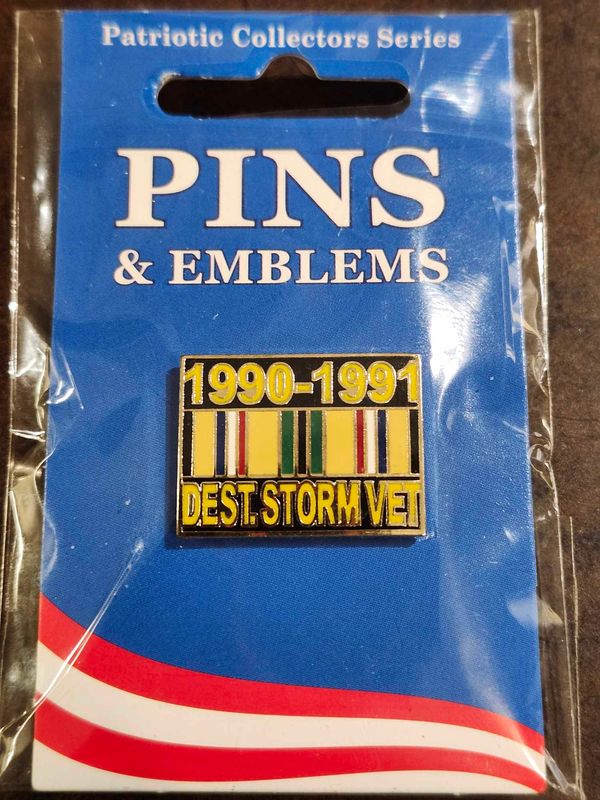 Patriotic Collectors Series
PINS
& EMBLEMS
1990-1991
DEST. STORM VET